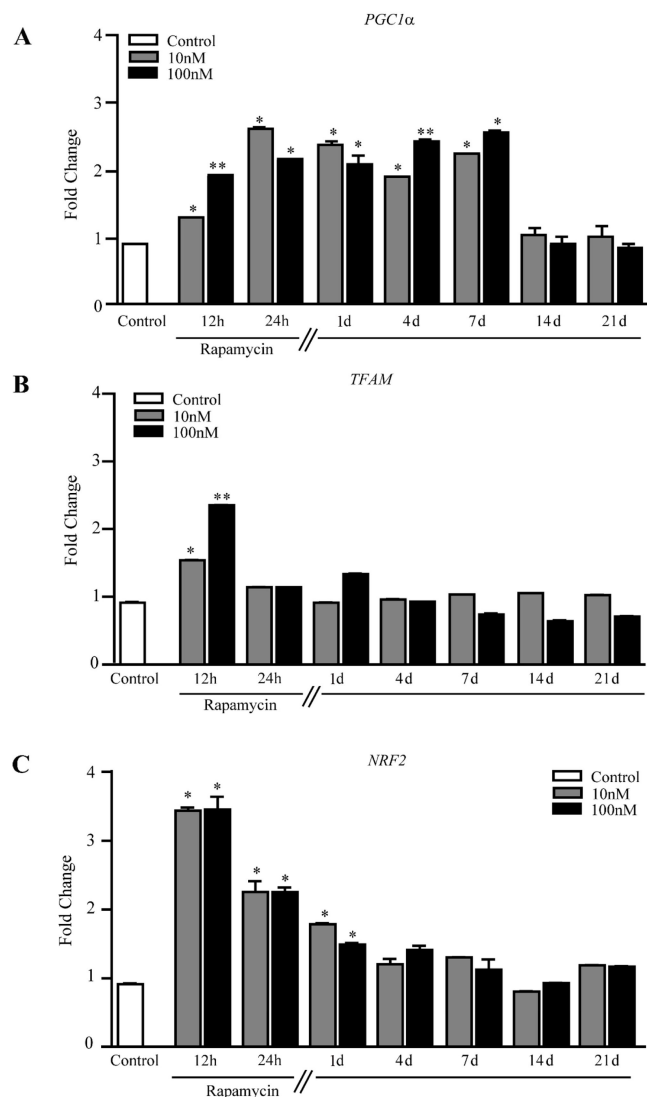 A
PGC1α
Control
10nM
100nM
Fold Change
4
3
2
1
0
* ** * * * * * ** * *
Control 12h 24h 1d 4d 7d 14d 21d
Rapamycin
B
TFAM
Control
10nM
100nM
Fold Change
4
3
2
1
0
* **
Control 12h 24h 1d 4d 7d 14d 21d
Rapamycin
C
NRF2
Control
10nM
100nM
Fold Change
4
3
2
1
0
* * * * * *
Control 12h 24h 1d 4d 7d 14d 21d
Rapamycin